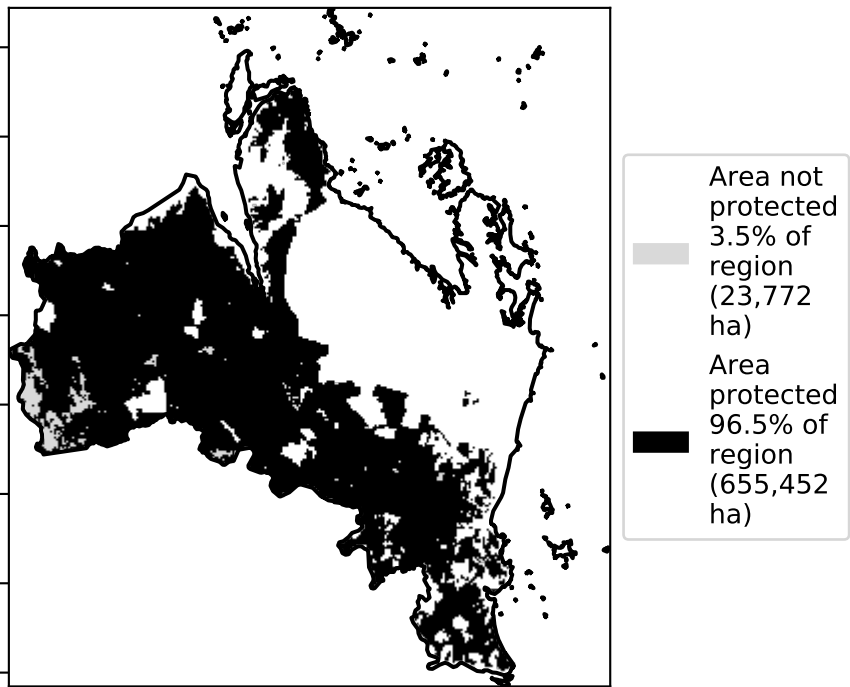 Area not
protected
3.5% of
region
(23,772
ha)
Area
protected
96.5% of
region
(655,452
ha)